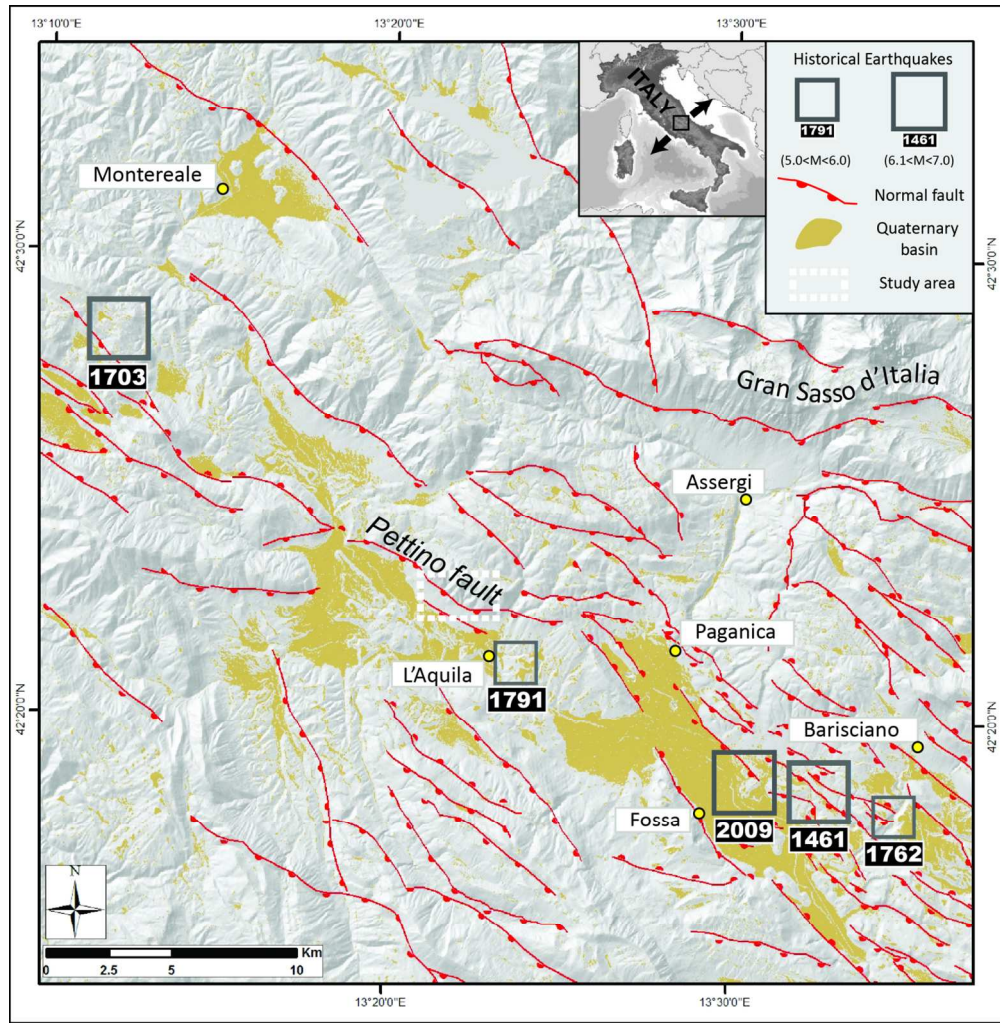 13°10'0"E
13°20'0"E
13°30'0"E
Historical Earthquakes
1791
1461
(5.0<M<6.0)
(6.1<M<7.0)
Normal fault
Quaternary
basin
Study area
ITALY
Montereale
42°30'0"N
42°30'0"N
1703
Gran Sasso d'Italia
Assergi
Pettino fault
Paganica
L'Aquila
1791
42°20'0"N
42°20'0"N
Barisciano
Fossa
2009
1461
1762
N
Km
0
2.5
5
10
13°20'0"E
13°30'0"E